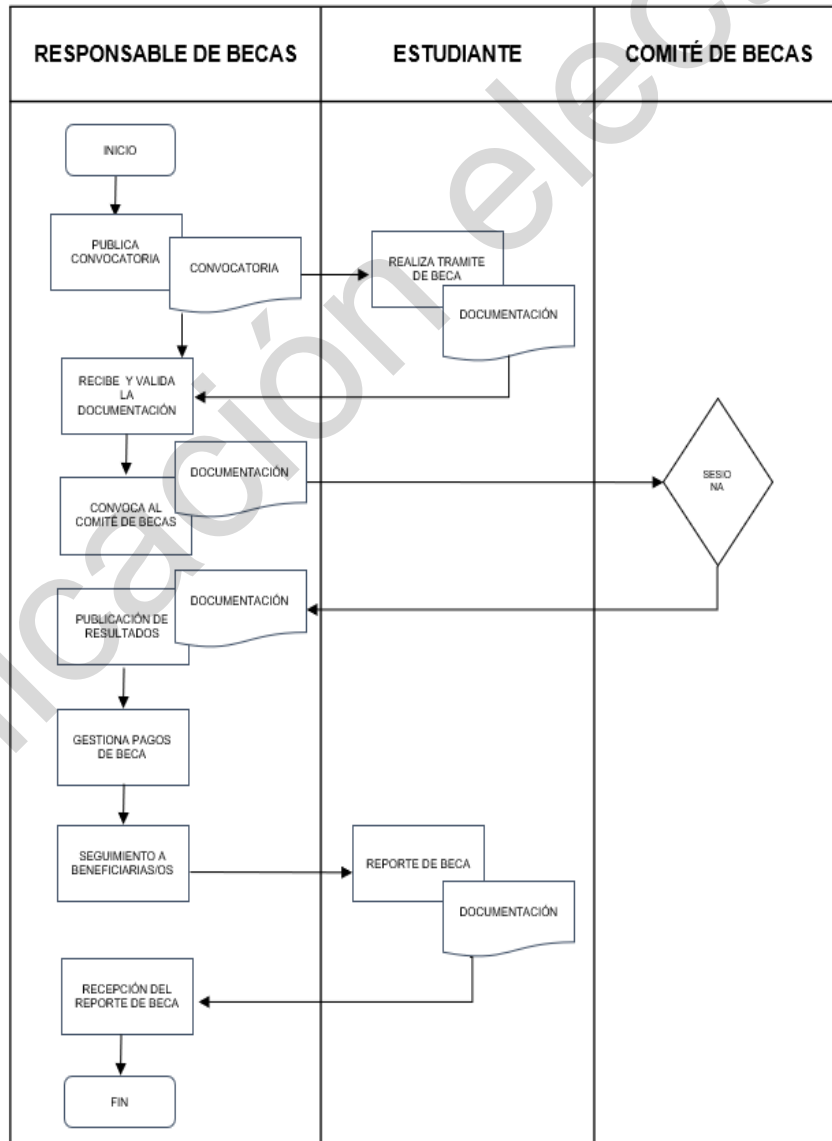 RESPONSABLE DE BECAS
ESTUDIANTE
COMITÉ DE BECAS
INICIO
PUBLICA
CONVOCATORIA
CONVOCATORIA
REALIZA TRAMITE
DE BECA
DOCUMENTACIÓN
RECIBE Y VALIDA
LA
DOCUMENTACIÓN
DOCUMENTACIÓN
CONVOCA AL
COMITÉ DE BECAS
SESIO
NA
DOCUMENTACIÓN
PUBLICACIÓN DE
RESULTADOS
GESTIONA PAGOS
DE BECA
SEGUIMIENTO A
BENEFICIARIAS/OS
REPORTE DE BECA
DOCUMENTACIÓN
RECEPCIÓN DEL
REPORTE DE BECA
FIN